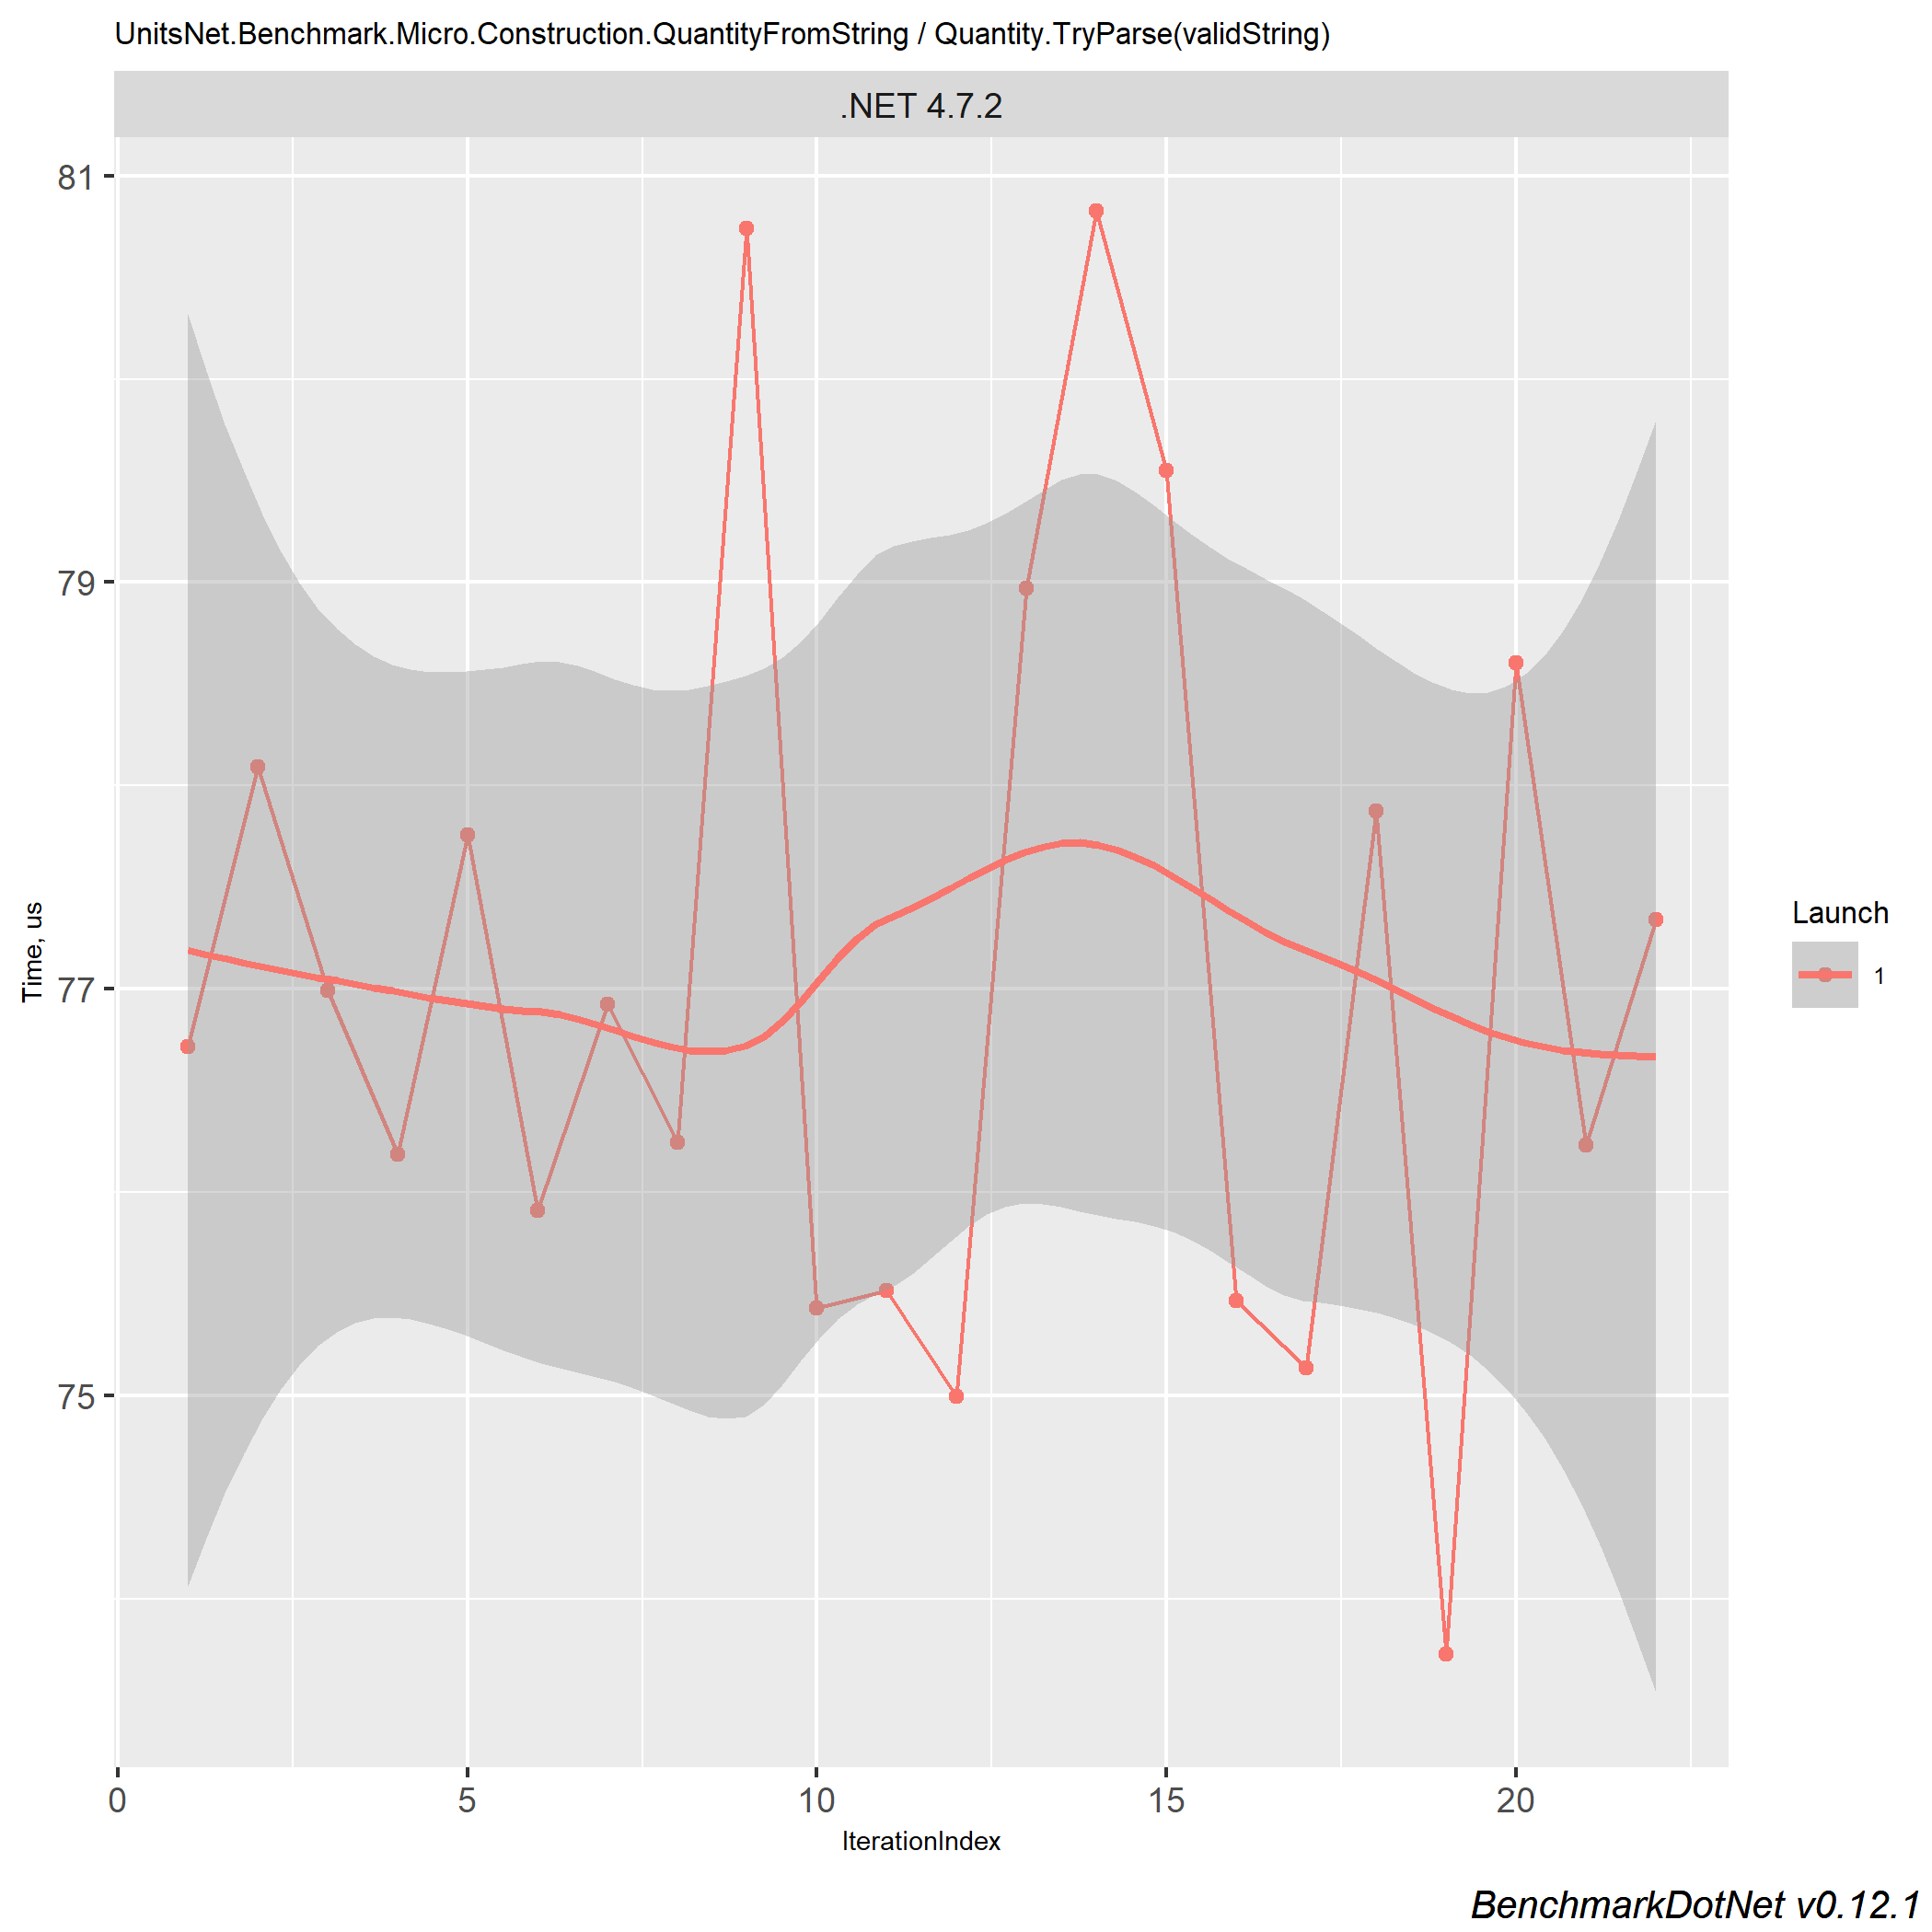 UnitsNet.Benchmark.Micro.Construction.QuantityFromString / Quantity.TryParse(validString)
.NET 4.7.2
81
79
77
75
Time, us
0 5 10 15 20
IterationIndex
Launch
1
BenchmarkDotNet v0.12.1